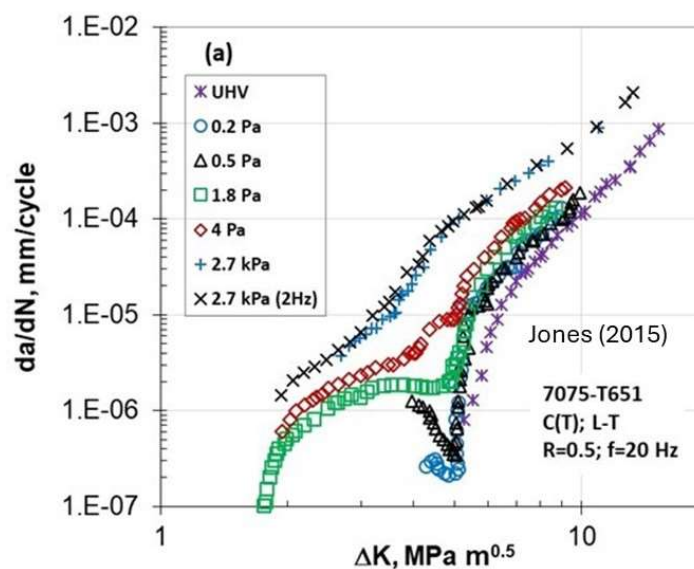 (a)
UHV
0.2 Pa
0.5 Pa
1.8 Pa
4 Pa
2.7 kPa
2.7 kPa (2Hz)
Jones (2015)
7075-T651
C(T); L-T
R=0.5; f=20 Hz
da/dN, mm/cycle
1.E-02
1.E-03
1.E-04
1.E-05
1.E-06
1.E-07
1
10
ΔK, MPa m^0.5